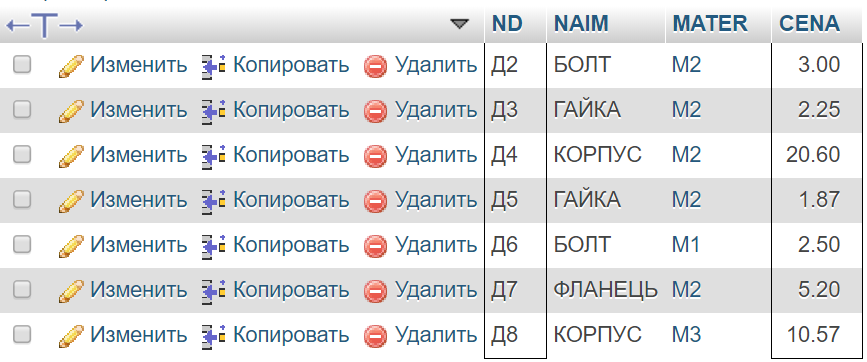 ND NAIM MATER CENA
Изменить Копировать Удалить Д2 БОЛТ М2 3.00
Изменить Копировать Удалить Д3 ГАЙКА М2 2.25
Изменить Копировать Удалить Д4 КОРПУС М2 20.60
Изменить Копировать Удалить Д5 ГАЙКА М2 1.87
Изменить Копировать Удалить Д6 БОЛТ М1 2.50
Изменить Копировать Удалить Д7 ФЛАНЕЦЬ М2 5.20
Изменить Копировать Удалить Д8 КОРПУС М3 10.57